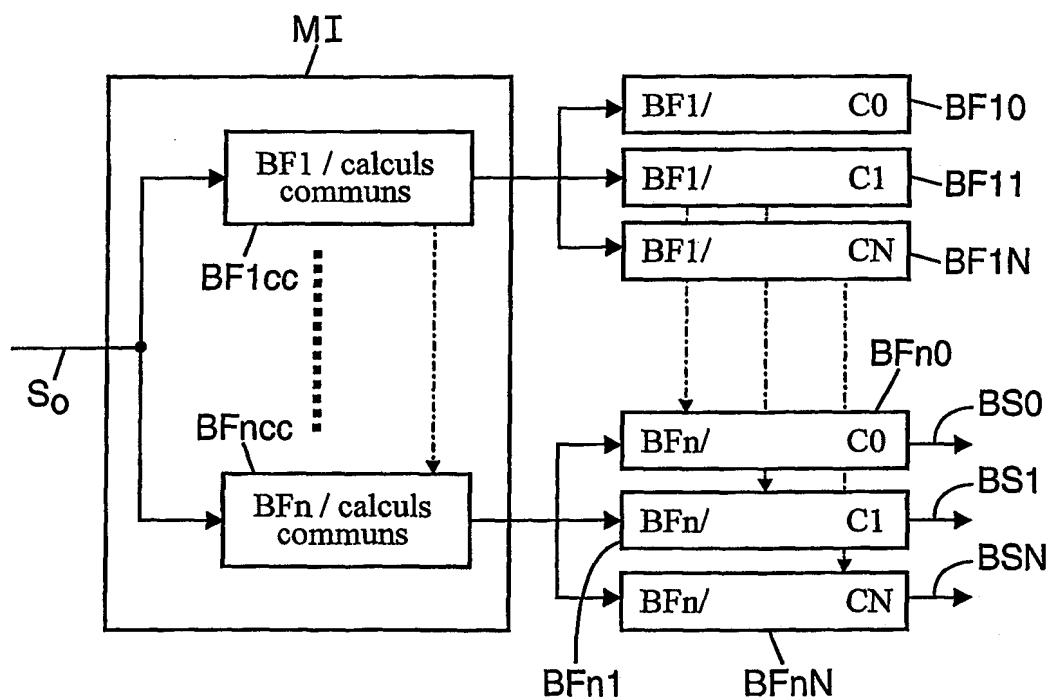 MI
BF1/ C0
BF10
BF1 / calculs
communs
BF1/ C1
BF11
BF1/ CN
BF1N
BF1cc
So
BFn0
BFncc
BS0
BFn/ C0
BFn / calculs
communs
BS1
BFn/ C1
BSN
BFn/ CN
BFn1
BFnN